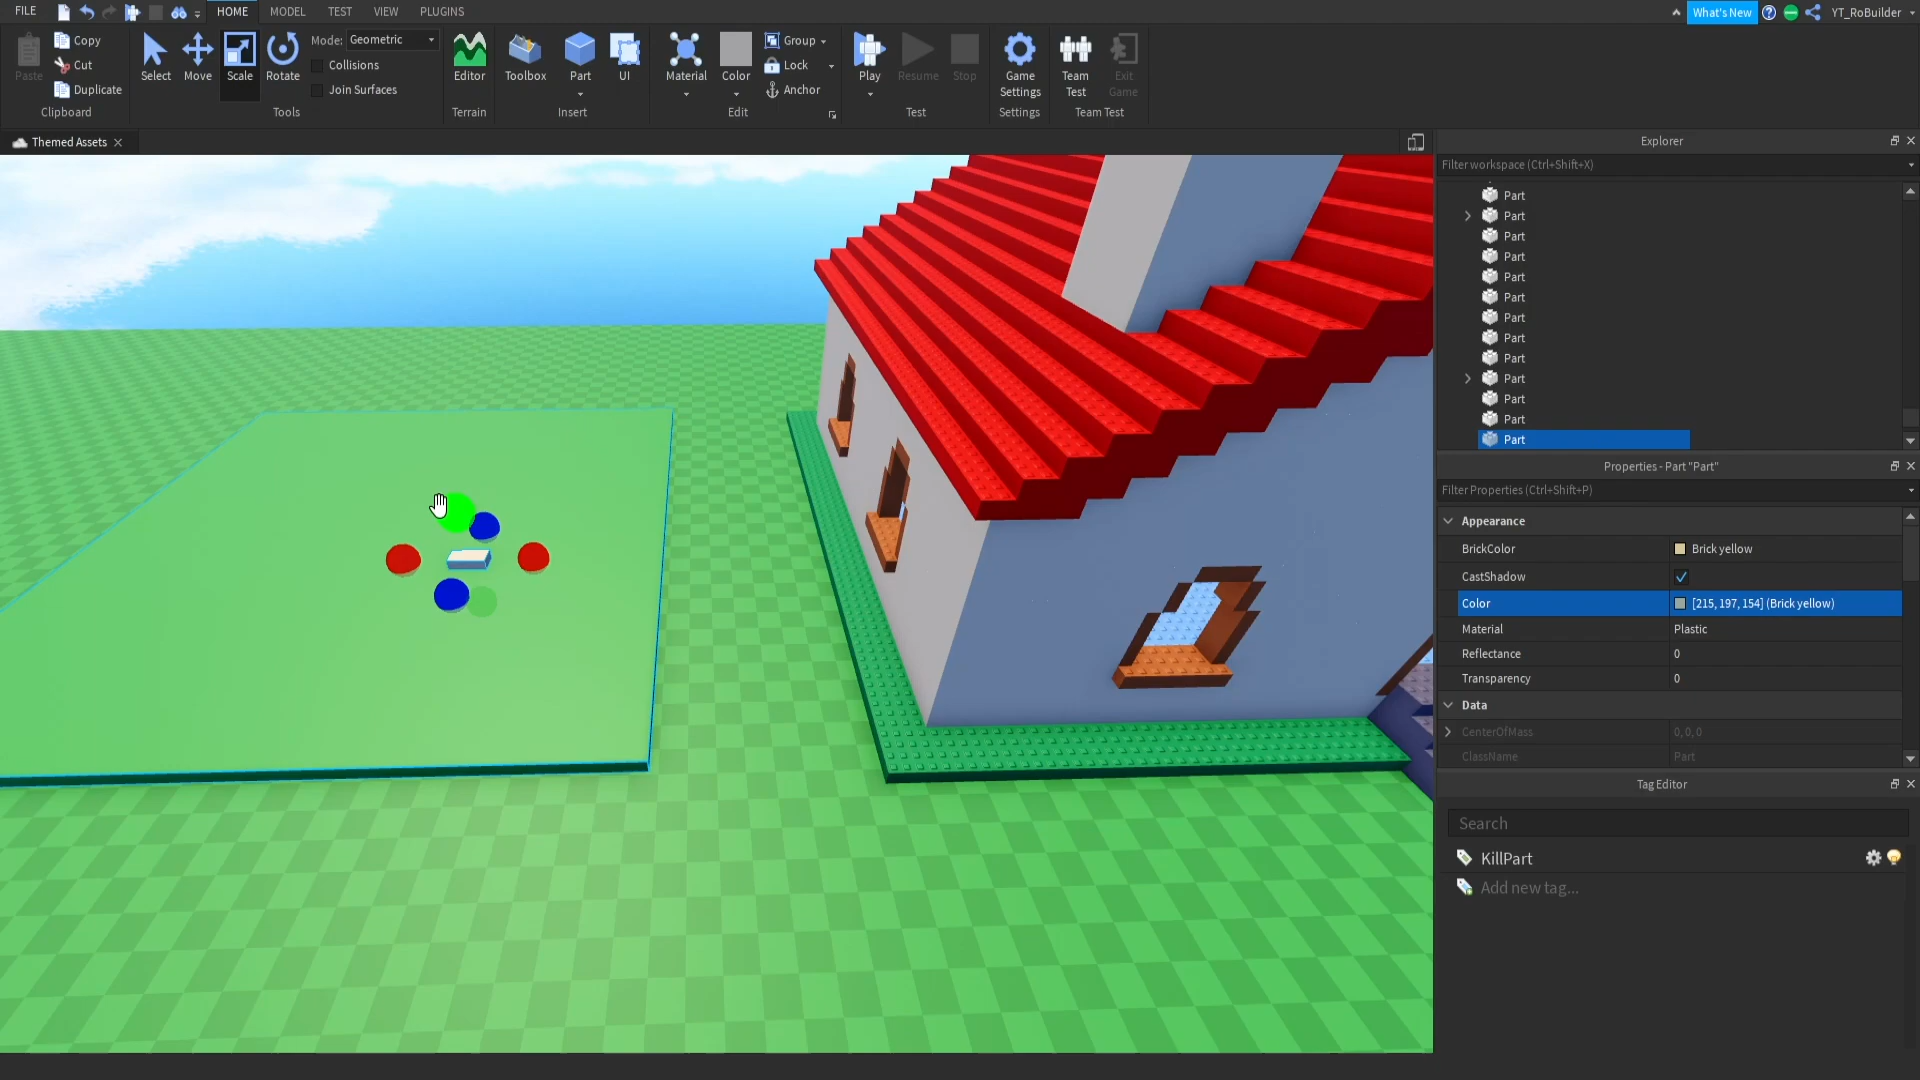 FILE HOME MODEL TEST VIEW PLUGINS What's New YT_RoBuilder
Paste Copy Cut Duplicate Clipboard
Select Move Scale Rotate Mode: Geometric Collisions Join Surfaces Tools
Editor Terrain
Toolbox Part UI Insert
Material Color Group Lock Anchor Edit
Play Resume Stop Test
Game Settings Settings
Team Test Exit Game Team Test
Themed Assets
Explorer
Filter workspace (Ctrl+Shift+X)
Part
Part
Part
Part
Part
Part
Part
Part
Part
Part
Part
Part
Part
Properties - Part "Part"
Filter Properties (Ctrl+Shift+P)
Appearance
BrickColor Brick yellow
CastShadow
Color [215, 197, 154] (Brick yellow)
Material Plastic
Reflectance 0
Transparency 0
Data
CenterOfMass 0, 0, 0
ClassName Part
Tag Editor
Search
KillPart
Add new tag...